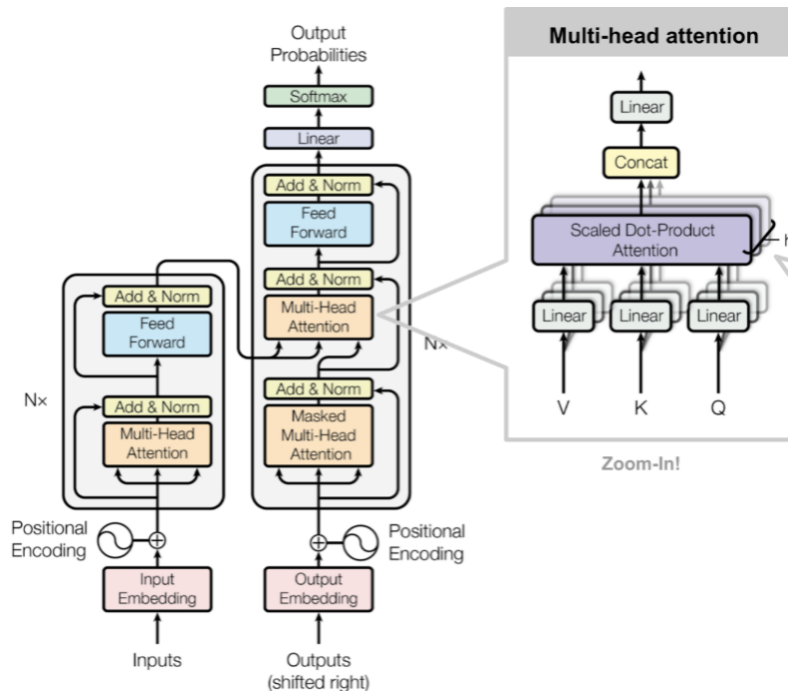 Output
Probabilities
Softmax
Linear
Add & Norm
Feed
Forward
Add & Norm
Multi-Head
Attention
Nx
Add & Norm
Masked
Multi-Head
Attention
Positional
Encoding
Output
Embedding
Outputs
(shifted right)
Add & Norm
Feed
Forward
Nx
Add & Norm
Multi-Head
Attention
Positional
Encoding
Input
Embedding
Inputs
Multi-head attention
Linear
Concat
Scaled Dot-Product
Attention
h
Linear
Linear
Linear
V
K
Q
Zoom-In!